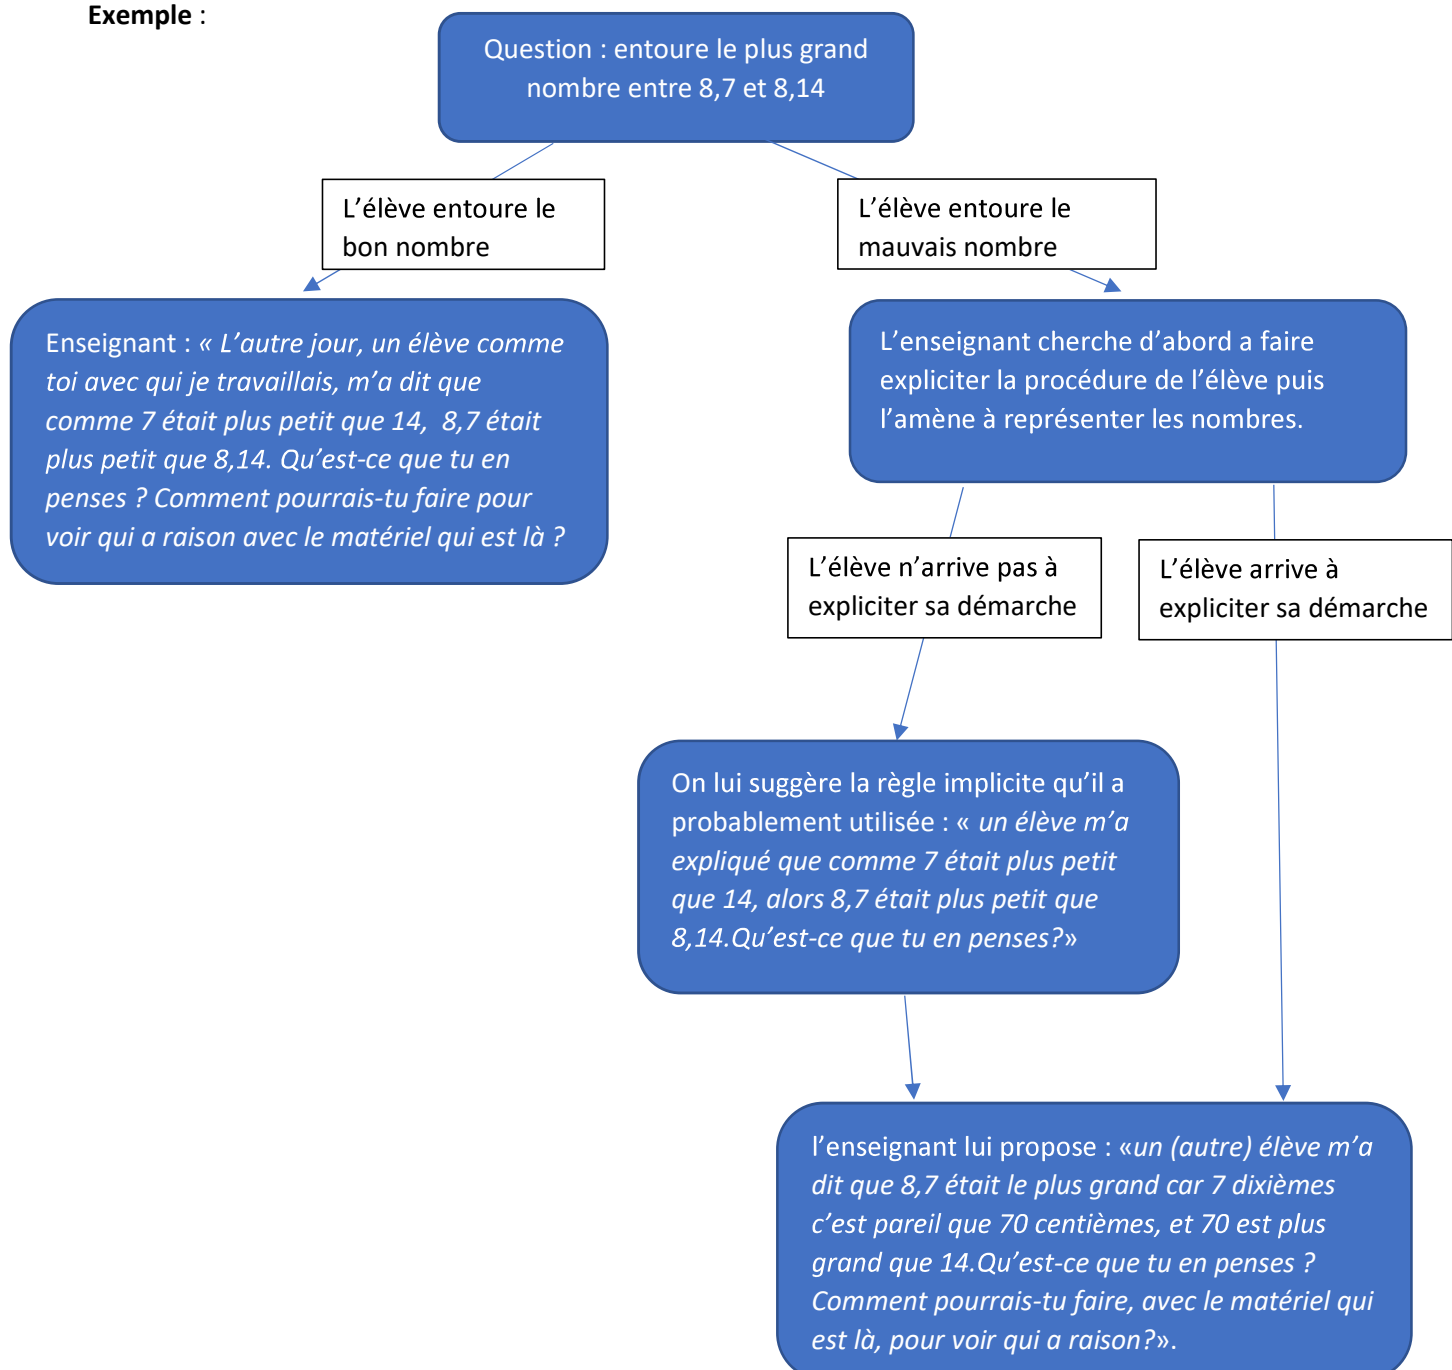 Exemple :
Question : entoure le plus grand
nombre entre 8,7 et 8,14
L'élève entoure le
bon nombre
L'élève entoure le
mauvais nombre
Enseignant : « L'autre jour, un élève comme
toi avec qui je travaillais, m'a dit que
comme 7 était plus petit que 14,  8,7 était
plus petit que 8,14. Qu'est-ce que tu en
penses ? Comment pourrais-tu faire pour
voir qui a raison avec le matériel qui est là ?
L'enseignant cherche d'abord a faire
expliciter la procédure de l'élève puis
l'amène à représenter les nombres.
L'élève n'arrive pas à
expliciter sa démarche
L'élève arrive à
expliciter sa démarche
On lui suggère la règle implicite qu'il a
probablement utilisée : « un élève m'a
expliqué que comme 7 était plus petit
que 14, alors 8,7 était plus petit que
8,14.Qu'est-ce que tu en penses?»
l'enseignant lui propose : «un (autre) élève m'a
dit que 8,7 était le plus grand car 7 dixièmes
c'est pareil que 70 centièmes, et 70 est plus
grand que 14.Qu'est-ce que tu en penses ?
Comment pourrais-tu faire, avec le matériel qui
est là, pour voir qui a raison?».